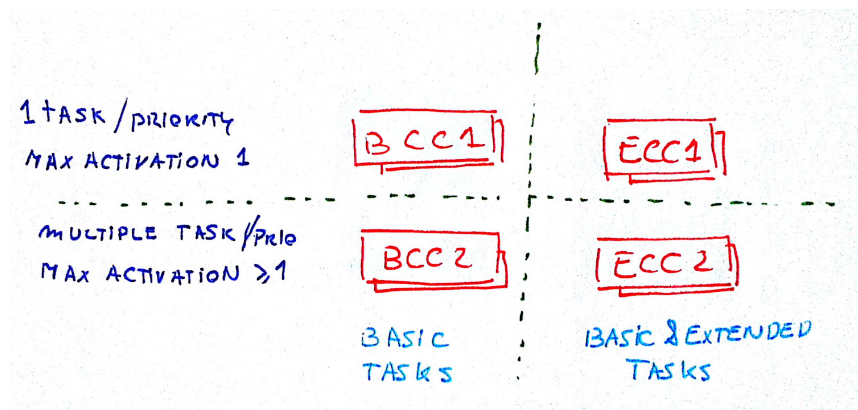 1 TASK/PRIORITY
MAX ACTIVATION 1
BCC1
ECC1
MULTIPLE TASK/PRIO
MAX ACTIVATION ≥1
BCC2
ECC2
BASIC
TASKS
BASIC & EXTENDED
TASKS